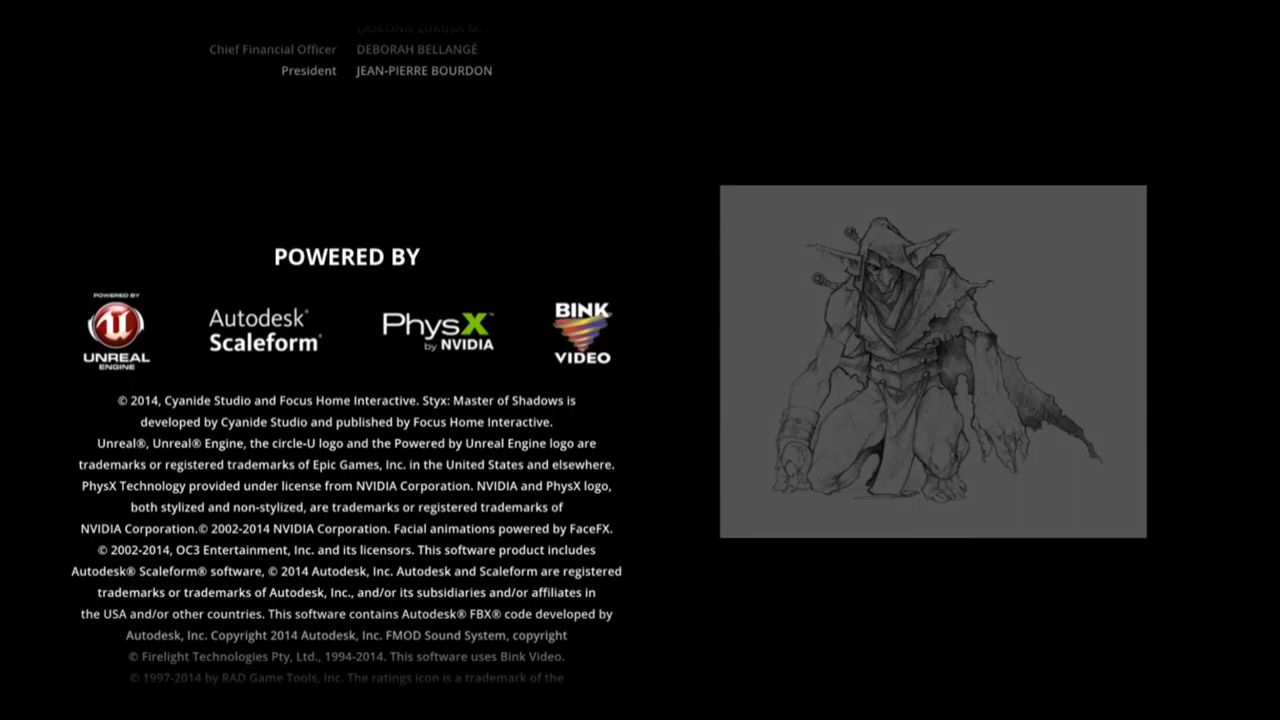 LASCONIE LUKUSA M.
Chief Financial Officer DEBORAH BELLANGÉ
President JEAN-PIERRE BOURDON
POWERED BY
POWERED BY
UNREAL
ENGINE
Autodesk®
Scaleform®
PhysX™
by NVIDIA
BINK
VIDEO
© 2014, Cyanide Studio and Focus Home Interactive. Styx: Master of Shadows is
developed by Cyanide Studio and published by Focus Home Interactive.
Unreal®, Unreal® Engine, the circle-U logo and the Powered by Unreal Engine logo are
trademarks or registered trademarks of Epic Games, Inc. in the United States and elsewhere.
PhysX Technology provided under license from NVIDIA Corporation. NVIDIA and PhysX logo,
both stylized and non-stylized, are trademarks or registered trademarks of
NVIDIA Corporation.© 2002-2014 NVIDIA Corporation. Facial animations powered by FaceFX.
© 2002-2014, OC3 Entertainment, Inc. and its licensors. This software product includes
Autodesk® Scaleform® software, © 2014 Autodesk, Inc. Autodesk and Scaleform are registered
trademarks or trademarks of Autodesk, Inc., and/or its subsidiaries and/or affiliates in
the USA and/or other countries. This software contains Autodesk® FBX® code developed by
Autodesk, Inc. Copyright 2014 Autodesk, Inc. FMOD Sound System, copyright
© Firelight Technologies Pty, Ltd., 1994-2014. This software uses Bink Video.
© 1997-2014 by RAD Game Tools, Inc. The ratings icon is a trademark of the